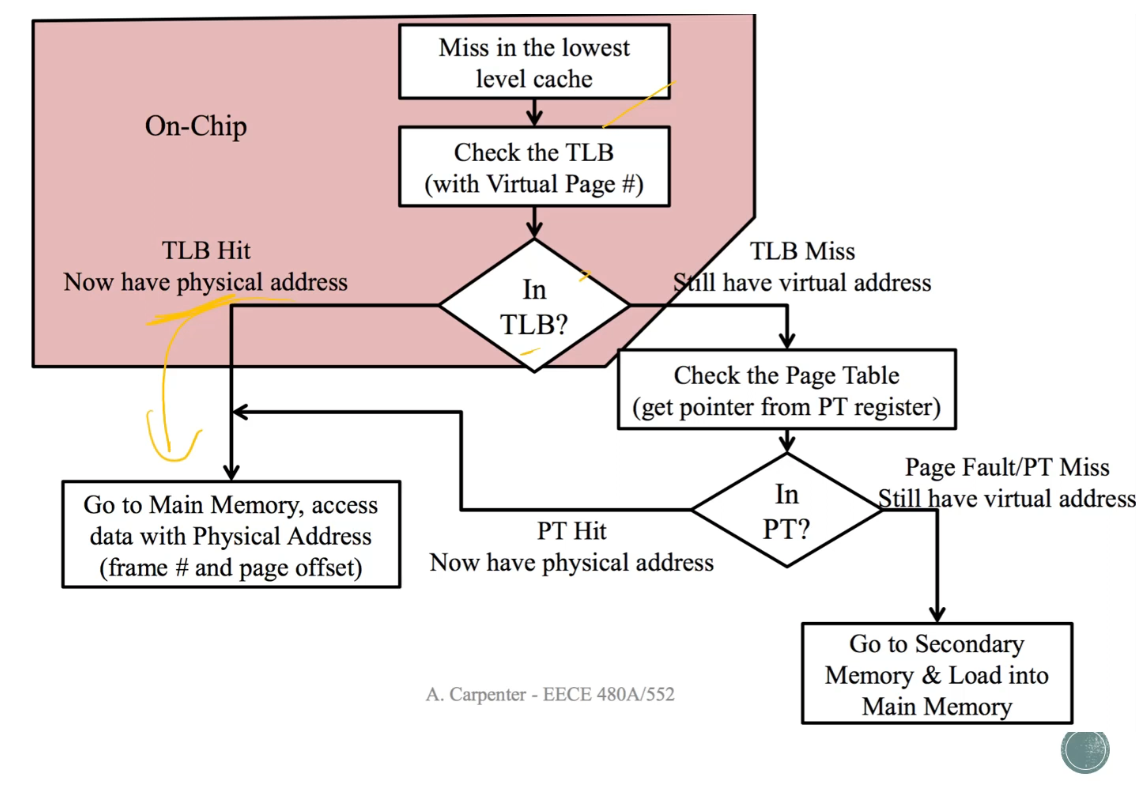 Miss in the lowest
level cache
On-Chip
Check the TLB
(with Virtual Page #)
TLB Hit
Now have physical address
In
TLB?
TLB Miss
Still have virtual address
Check the Page Table
(get pointer from PT register)
Page Fault/PT Miss
Still have virtual address
In
PT?
PT Hit
Now have physical address
Go to Main Memory, access
data with Physical Address
(frame # and page offset)
Go to Secondary
Memory & Load into
Main Memory
A. Carpenter - EECE 480A/552